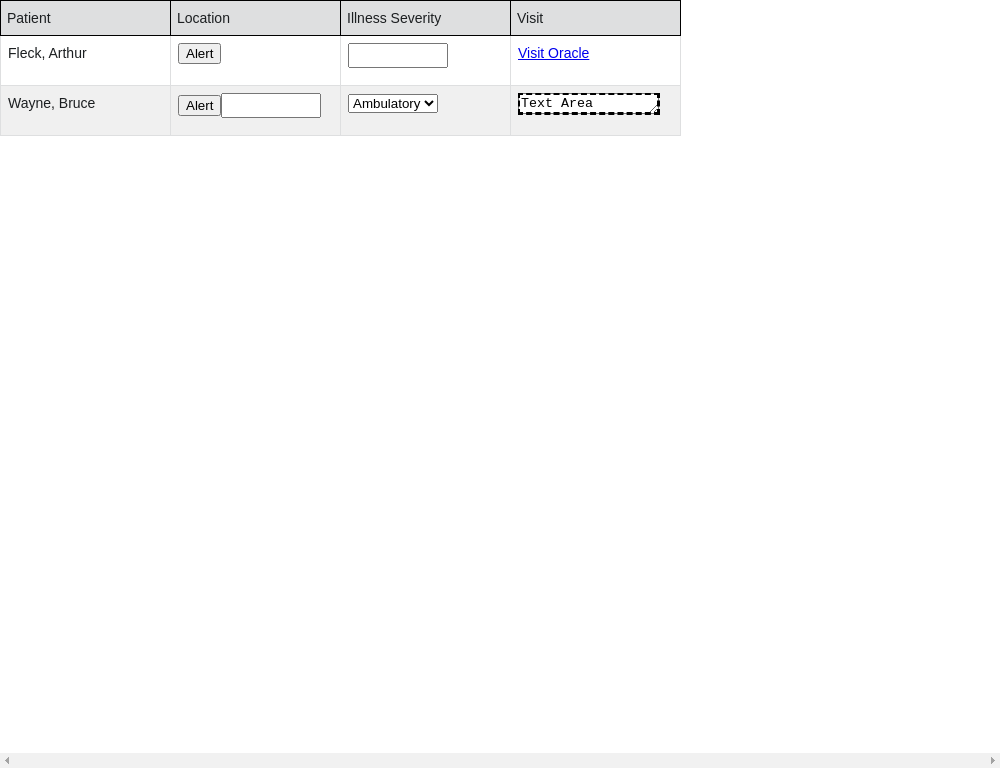 Patient Location Illness Severity Visit
Fleck, Arthur Alert Visit Oracle
Wayne, Bruce Alert Ambulatory Text Area